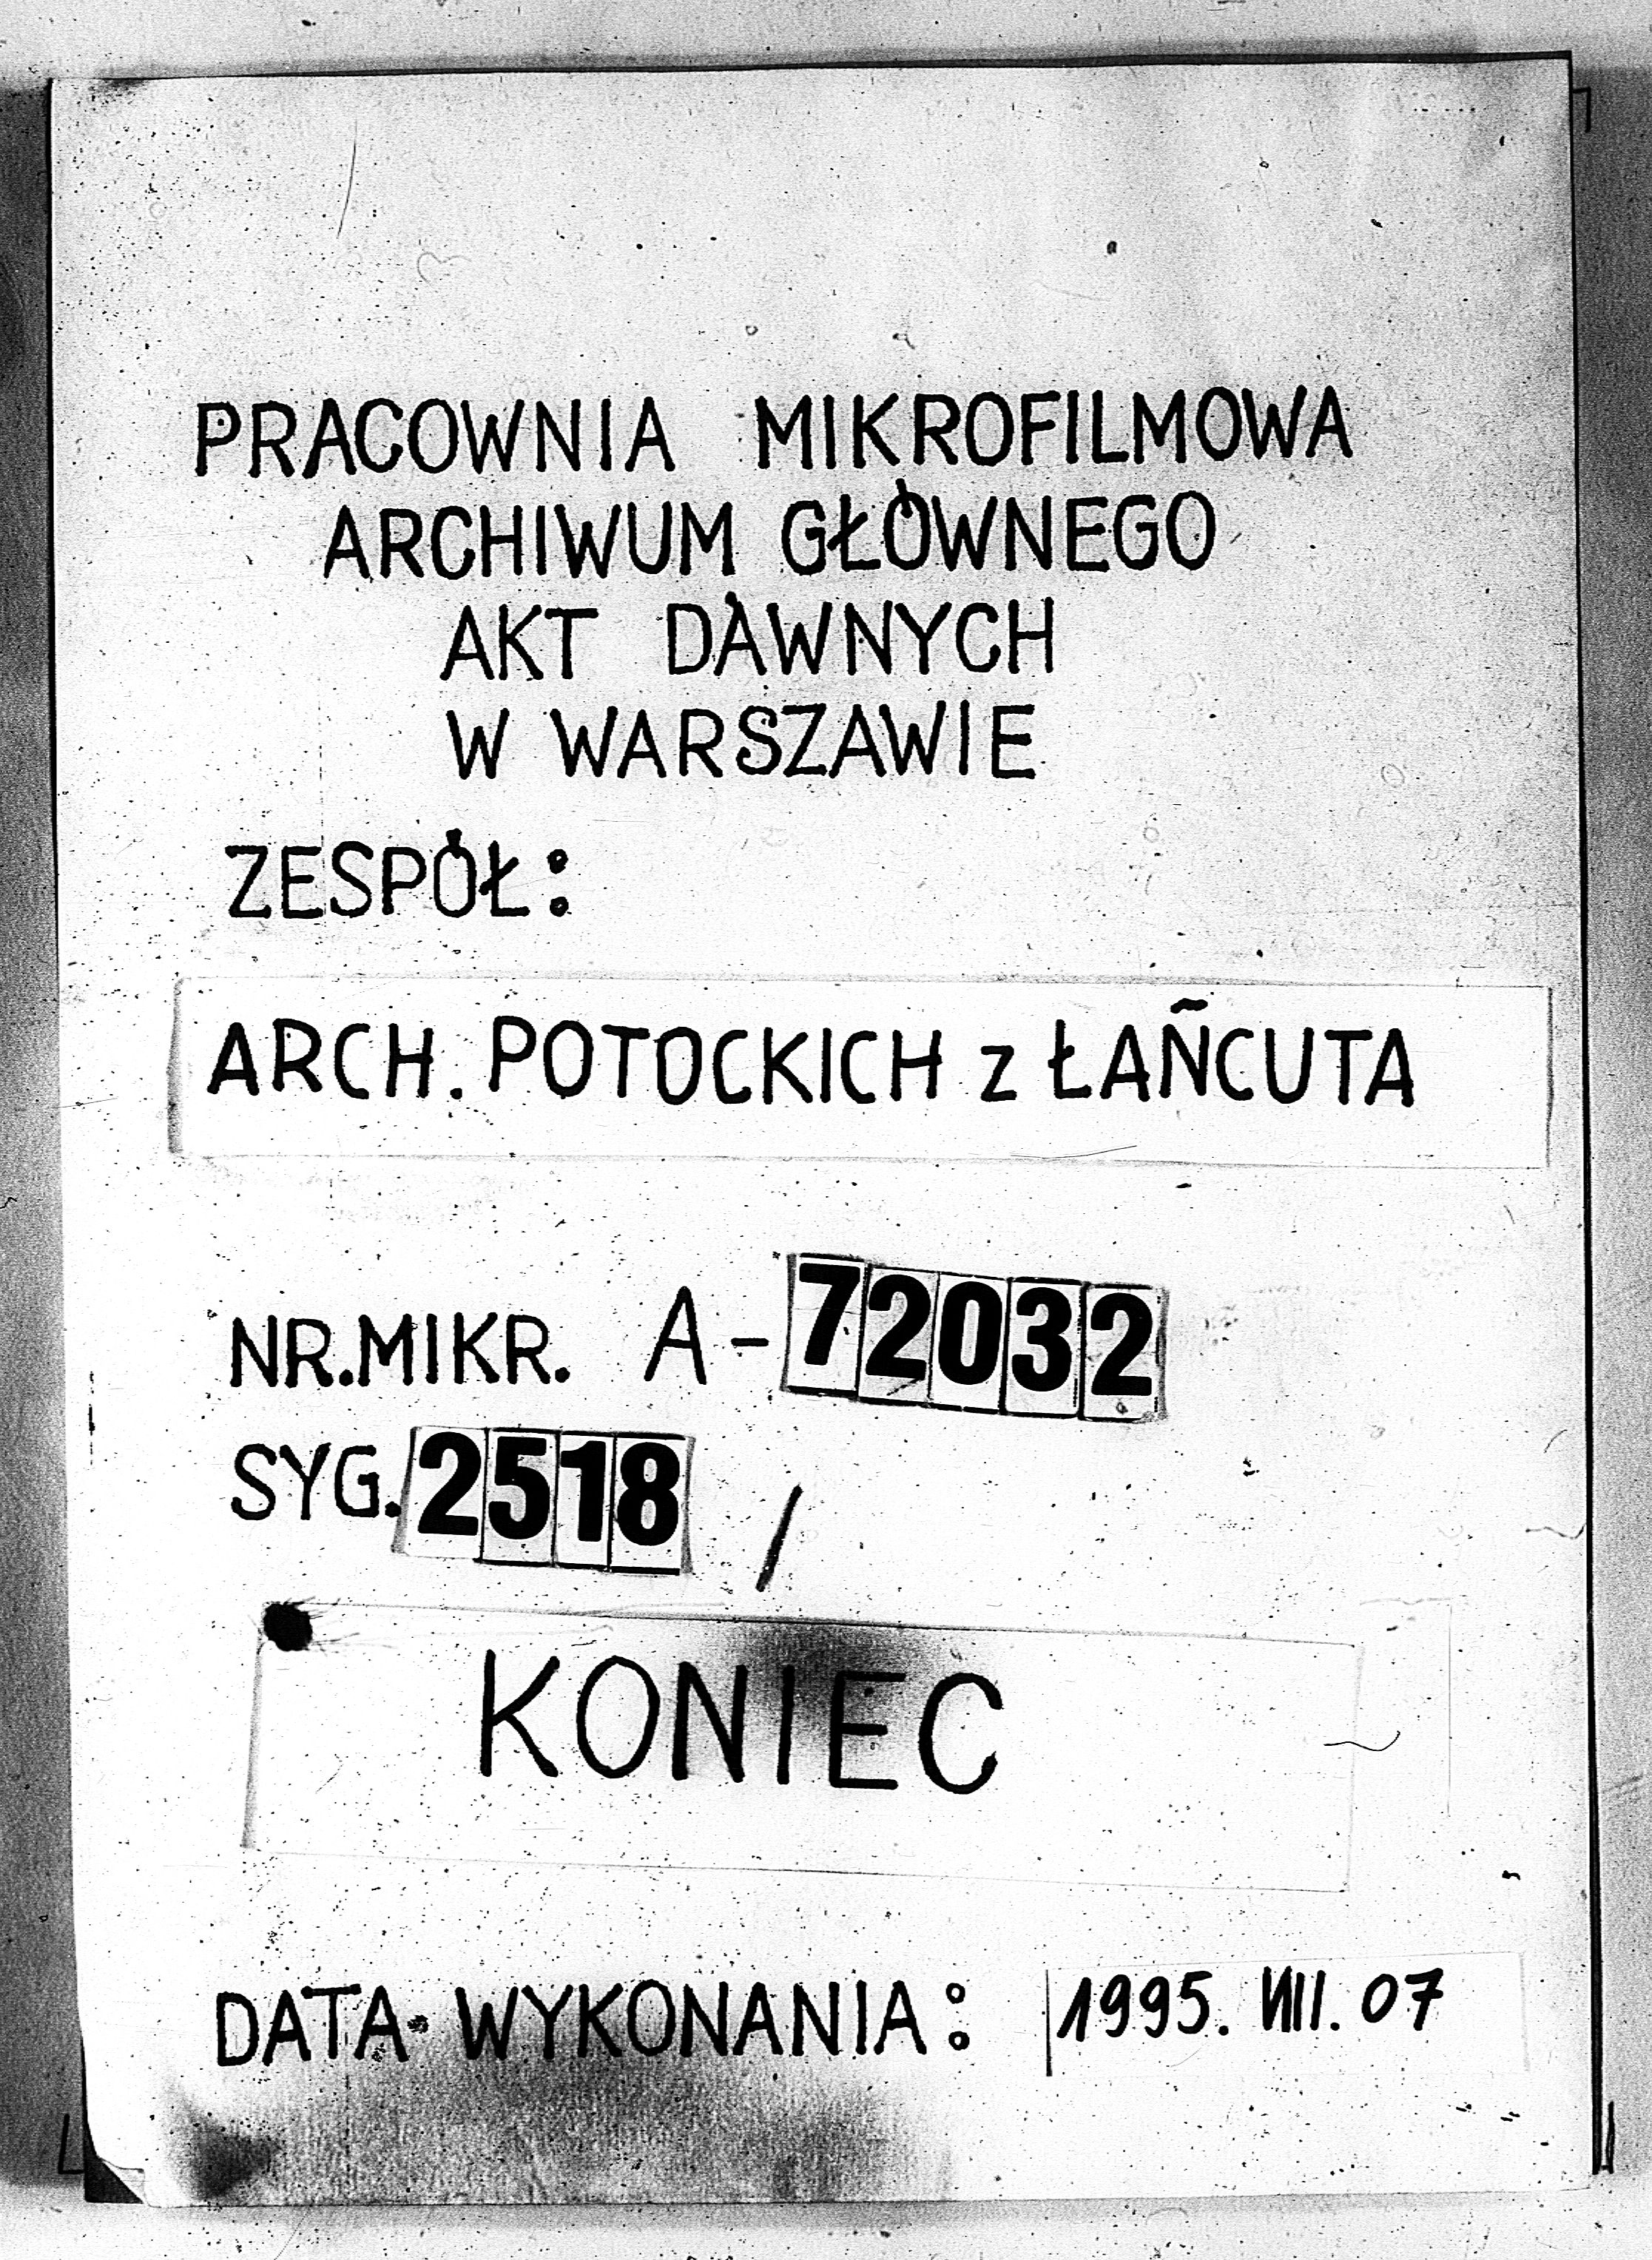 PRACOWNIA MIKROFILMOWA
ARCHIWUM GŁÓWNEGO
AKT DAWNYCH
W WARSZAWIE
ZESPÓŁ:
ARCH. POTOCKICH z ŁAŃCUTA
NR.MIKR. A-72032
SYG. 2518 /
KONIEC
DATA WYKONANIA: 1995. VIII. 07